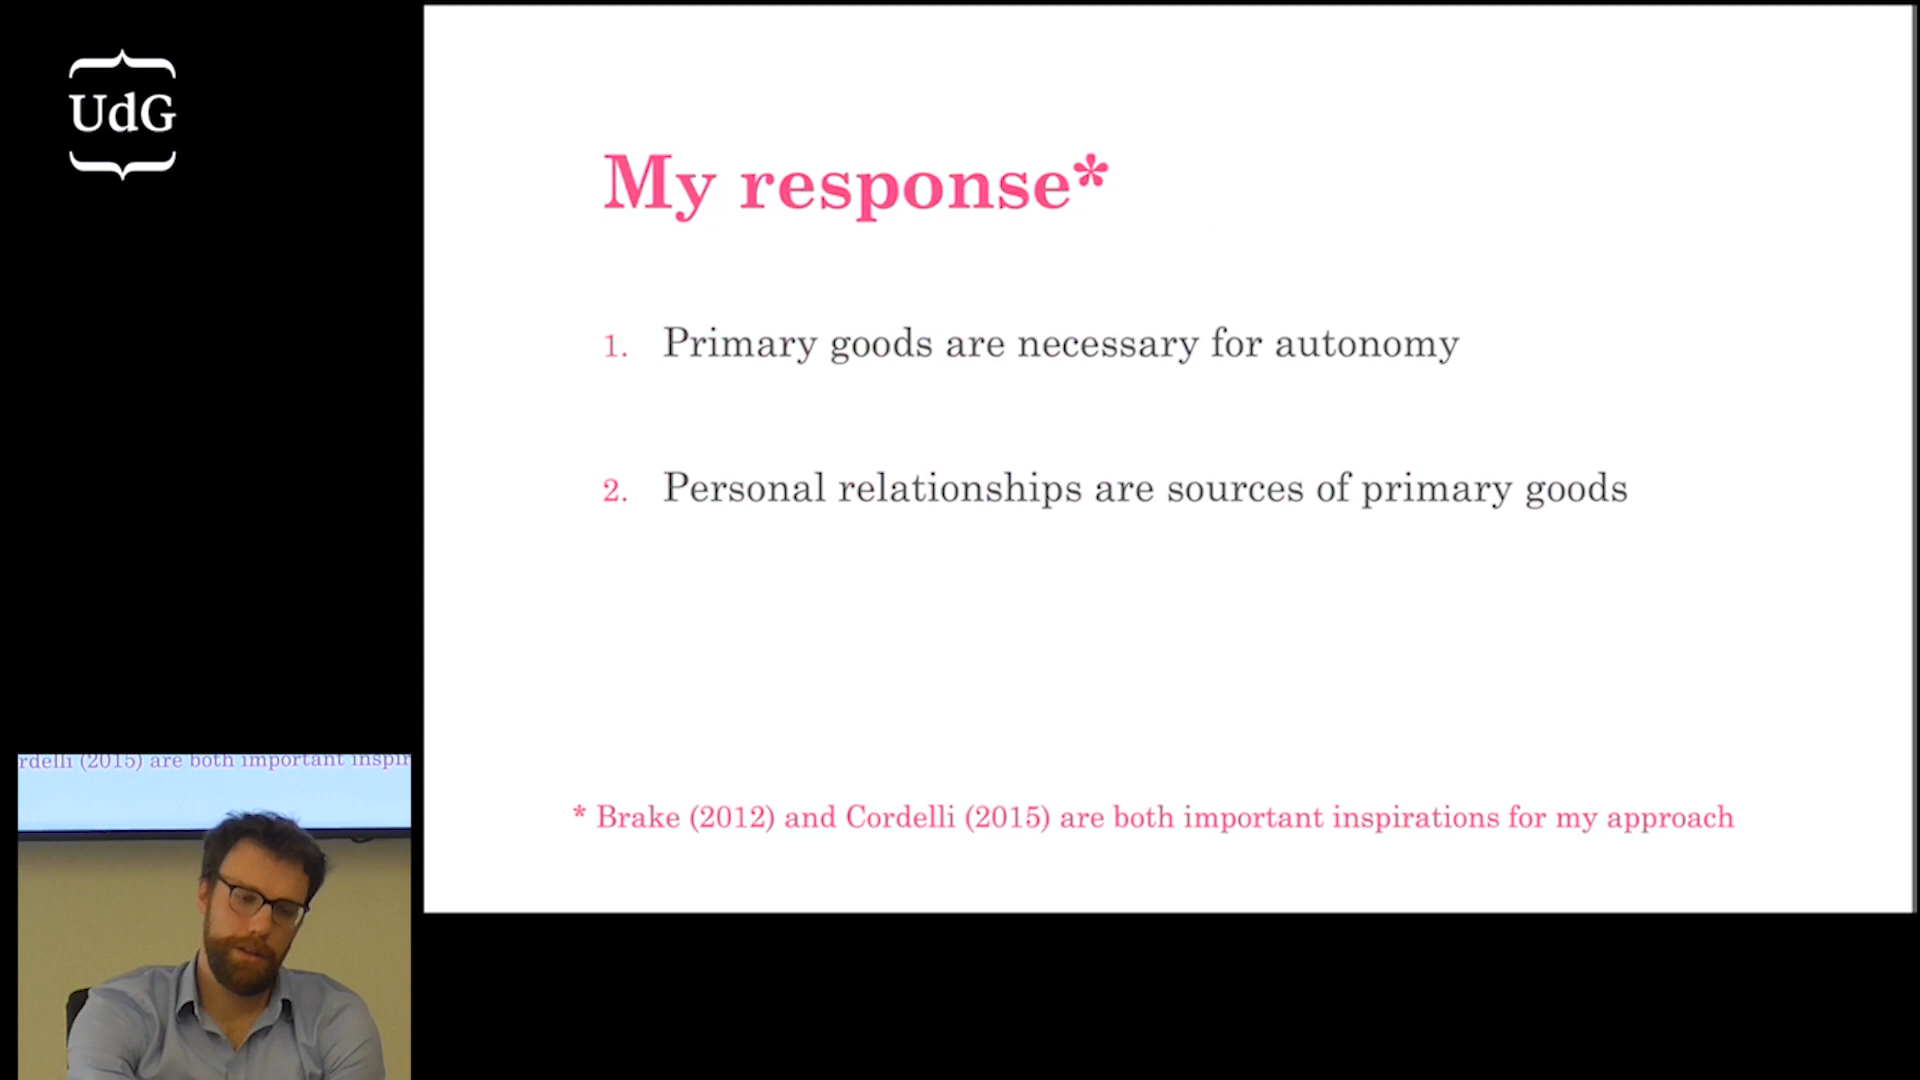 UdG
My response*
1. Primary goods are necessary for autonomy
2. Personal relationships are sources of primary goods
* Brake (2012) and Cordelli (2015) are both important inspirations for my approach
rdelli (2015) are both important inspir